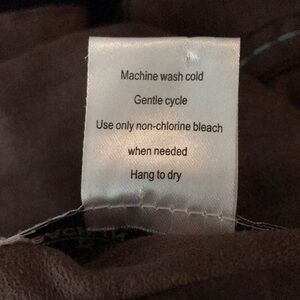 Machine wash cold
Gentle cycle
Use only non-chlorine bleach
when needed
Hang to dry